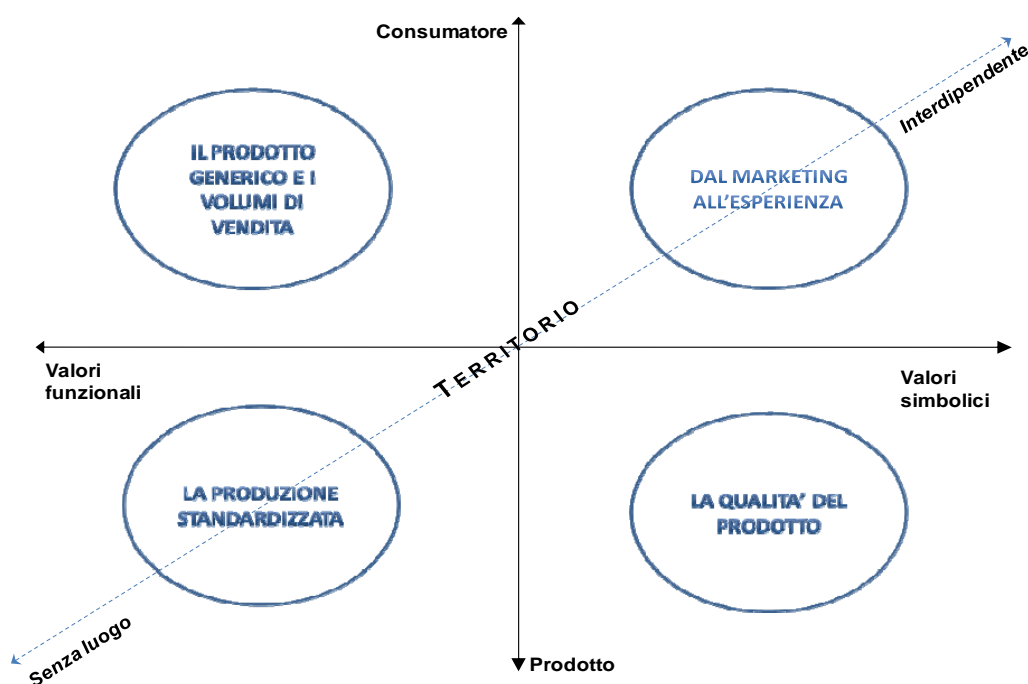 Consumatore
Interdipendente
IL PRODOTTO
GENERICO E I
VOLUMI DI
VENDITA
DAL MARKETING
ALL'ESPERIENZA
TERRITORIO
Valori
funzionali
Valori
simbolici
LA PRODUZIONE
STANDARDIZZATA
LA QUALITA' DEL
PRODOTTO
Senza luogo
Prodotto